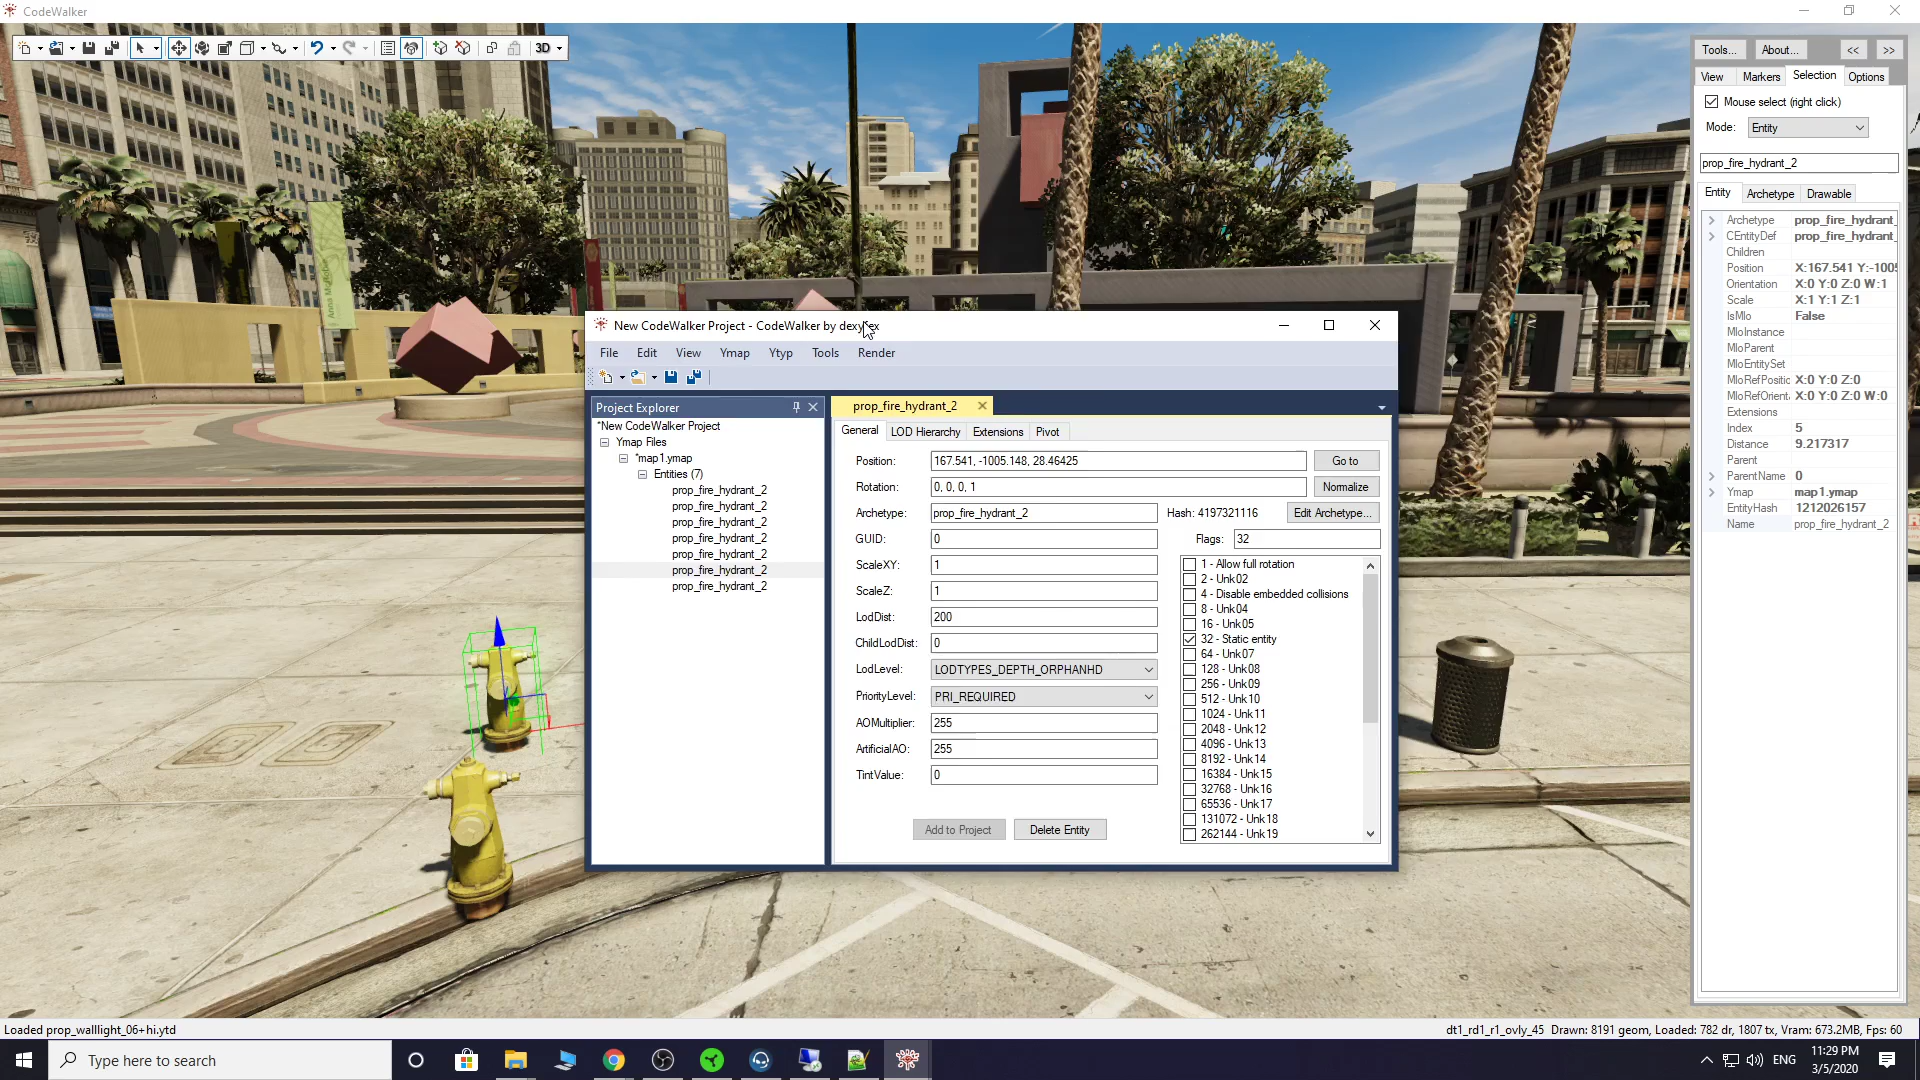 CodeWalker
3D
Tools...
About...
<<
>>
View
Markers
Selection
Options
Mouse select (right click)
Mode:
Entity
prop_fire_hydrant_2
Entity
Archetype
Drawable
Archetype prop_fire_hydrant_
CEntityDef prop_fire_hydrant_
Children
Position X:167.541 Y:-1005
Orientation X:0 Y:0 Z:0 W:1
Scale X:1 Y:1 Z:1
IsMlo False
MloInstance
MloParent
MloEntitySet
MloRefPositic X:0 Y:0 Z:0
MloRefOrient X:0 Y:0 Z:0 W:0
Extensions
Index 5
Distance 9.217317
Parent
ParentName 0
Ymap map1.ymap
EntityHash 1212026157
Name prop_fire_hydrant_2
New CodeWalker Project - CodeWalker by dexyfex
File Edit View Ymap Ytyp Tools Render
Project Explorer
*New CodeWalker Project
Ymap Files
*map1.ymap
Entities (7)
prop_fire_hydrant_2
prop_fire_hydrant_2
prop_fire_hydrant_2
prop_fire_hydrant_2
prop_fire_hydrant_2
prop_fire_hydrant_2
prop_fire_hydrant_2
prop_fire_hydrant_2
General LOD Hierarchy Extensions Pivot
Position: 167.541, -1005.148, 28.46425 Go to
Rotation: 0, 0, 0, 1 Normalize
Archetype: prop_fire_hydrant_2 Hash: 4197321116 Edit Archetype...
GUID: 0 Flags: 32
ScaleXY: 1
ScaleZ: 1
LodDist: 200
ChildLodDist: 0
LodLevel: LODTYPES_DEPTH_ORPHANHD
PriorityLevel: PRI_REQUIRED
AOMultiplier: 255
ArtificialAO: 255
TintValue: 0
Add to Project
Delete Entity
1 - Allow full rotation
2 - Unk02
4 - Disable embedded collisions
8 - Unk04
16 - Unk05
32 - Static entity
64 - Unk07
128 - Unk08
256 - Unk09
512 - Unk10
1024 - Unk11
2048 - Unk12
4096 - Unk13
8192 - Unk14
16384 - Unk15
32768 - Unk16
65536 - Unk17
131072 - Unk18
262144 - Unk19
Loaded prop_walllight_06+hi.ytd
dt1_rd1_r1_ovly_45 Drawn: 8191 geom, Loaded: 782 dr, 1807 tx, Vram: 673.2MB, Fps: 60
Type here to search
ENG
11:29 PM
3/5/2020